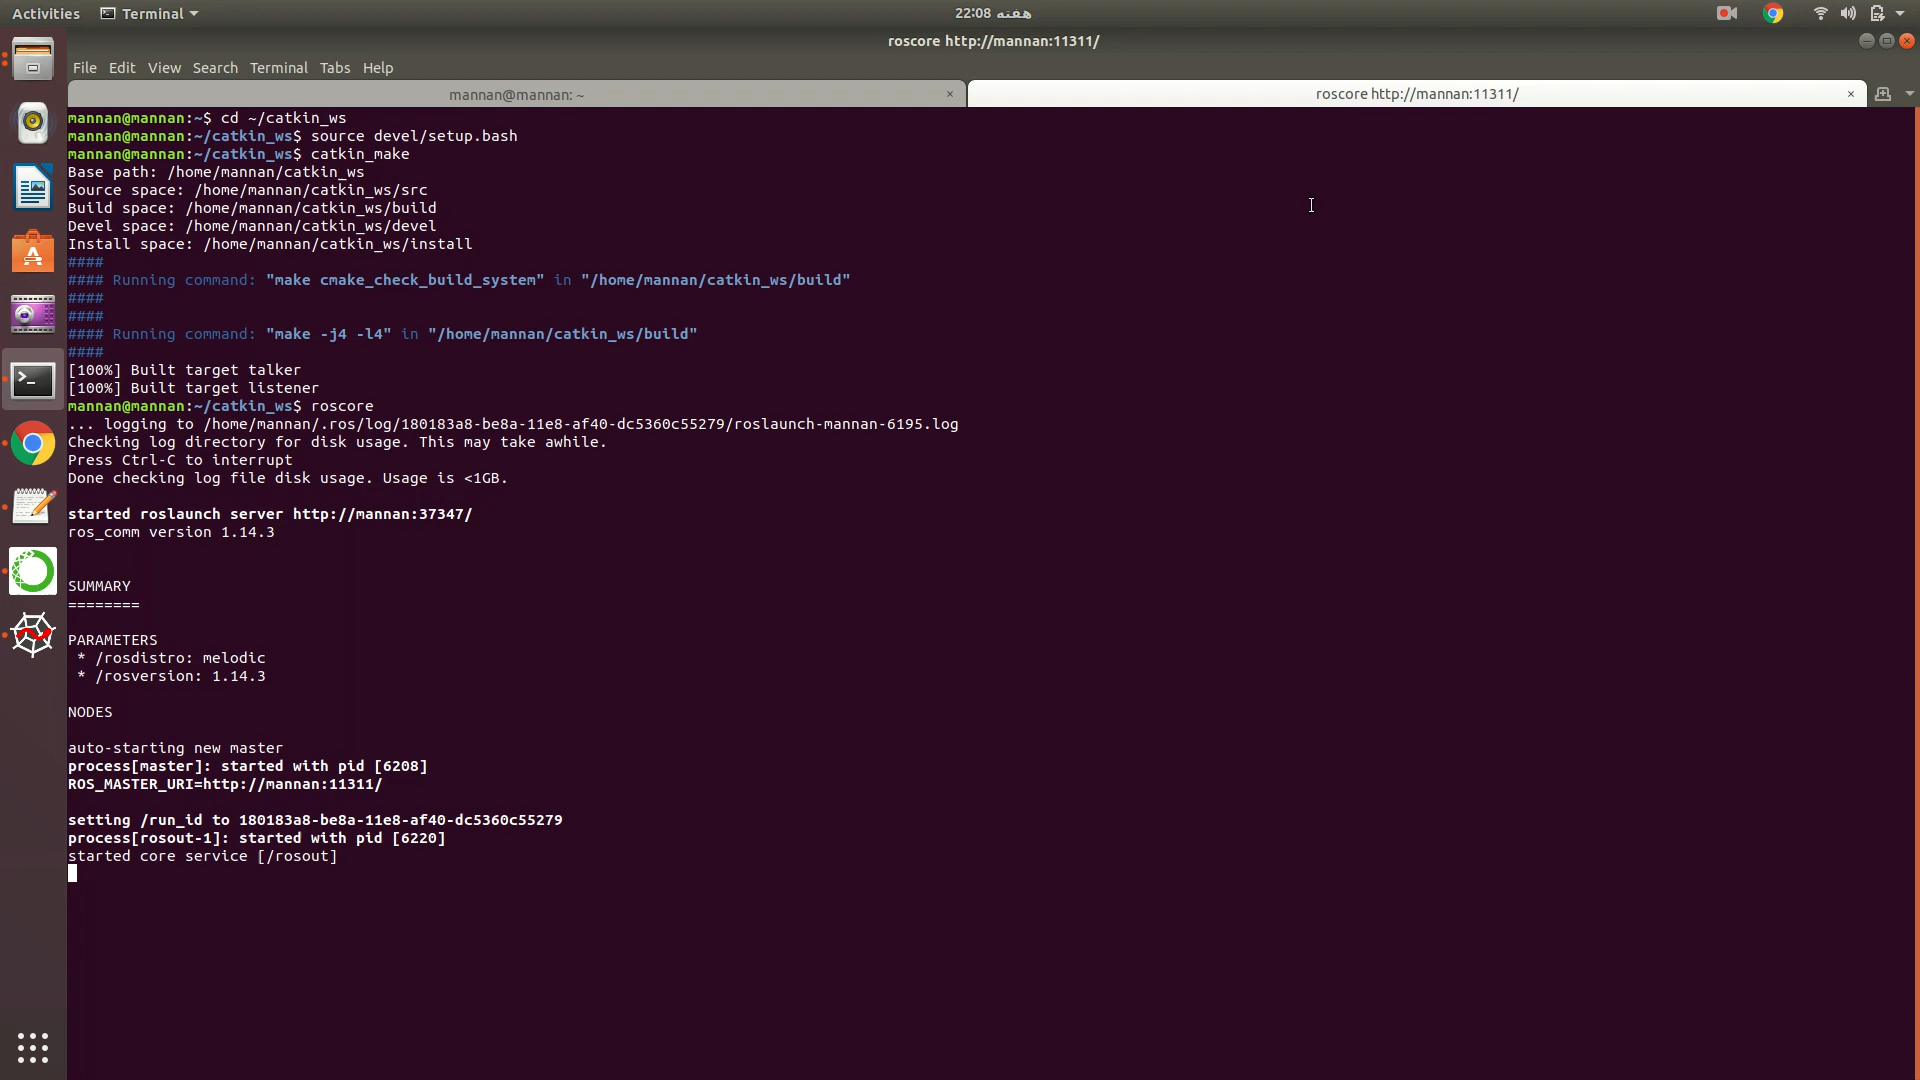 Activities Terminal هفته 22:08
roscore http://mannan:11311/
File Edit View Search Terminal Tabs Help
mannan@mannan: ~ × roscore http://mannan:11311/ ×
mannan@mannan:~$ cd ~/catkin_ws
mannan@mannan:~/catkin_ws$ source devel/setup.bash
mannan@mannan:~/catkin_ws$ catkin_make
Base path: /home/mannan/catkin_ws
Source space: /home/mannan/catkin_ws/src
Build space: /home/mannan/catkin_ws/build
Devel space: /home/mannan/catkin_ws/devel
Install space: /home/mannan/catkin_ws/install
####
#### Running command: "make cmake_check_build_system" in "/home/mannan/catkin_ws/build"
####
####
#### Running command: "make -j4 -l4" in "/home/mannan/catkin_ws/build"
####
[100%] Built target talker
[100%] Built target listener
mannan@mannan:~/catkin_ws$ roscore
... logging to /home/mannan/.ros/log/180183a8-be8a-11e8-af40-dc5360c55279/roslaunch-mannan-6195.log
Checking log directory for disk usage. This may take awhile.
Press Ctrl-C to interrupt
Done checking log file disk usage. Usage is <1GB.
started roslaunch server http://mannan:37347/
ros_comm version 1.14.3
SUMMARY
========
PARAMETERS
 * /rosdistro: melodic
 * /rosversion: 1.14.3
NODES
auto-starting new master
process[master]: started with pid [6208]
ROS_MASTER_URI=http://mannan:11311/
setting /run_id to 180183a8-be8a-11e8-af40-dc5360c55279
process[rosout-1]: started with pid [6220]
started core service [/rosout]